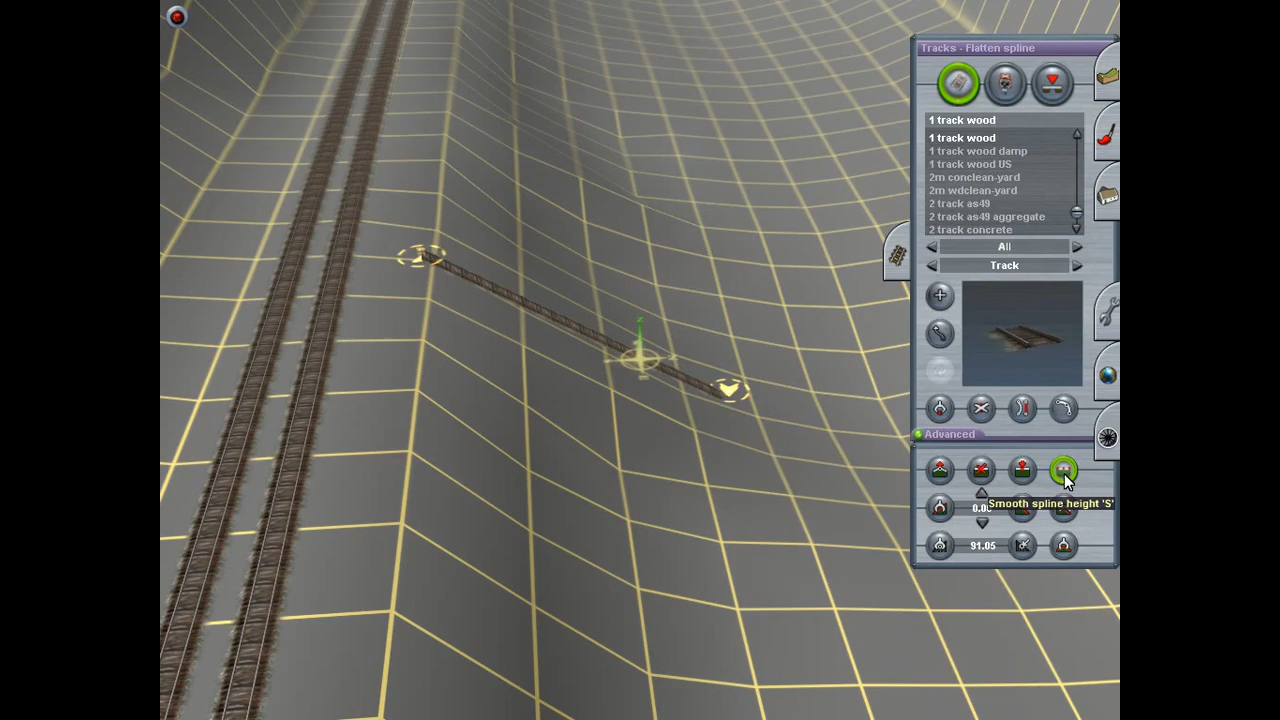 Tracks - Flatten spline
1 track wood
1 track wood
1 track wood damp
1 track wood US
2m conclean-yard
2m wdclean-yard
2 track as49
2 track as49 aggregate
2 track concrete
All
Track
Advanced
Smooth spline height 'S'
91.05